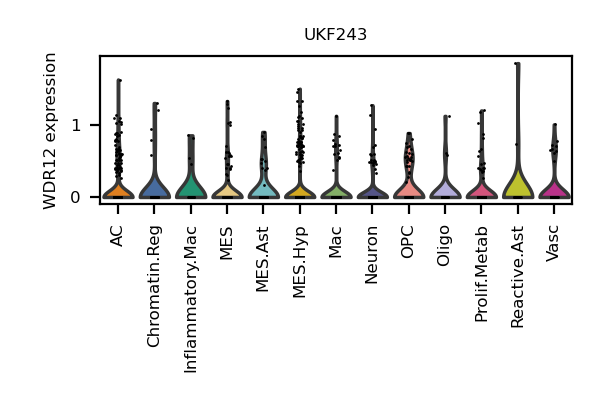 UKF243
WDR12 expression
1
0
AC
Chromatin.Reg
Inflammatory.Mac
MES
MES.Ast
MES.Hyp
Mac
Neuron
OPC
Oligo
Prolif.Metab
Reactive.Ast
Vasc